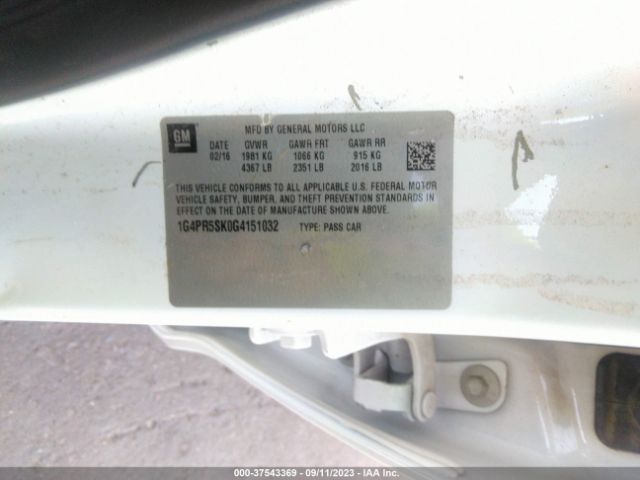 GM
MFD BY GENERAL MOTORS LLC
DATE GVWR GAWR FRT GAWR RR
02/16 1981 KG 1066 KG 915 KG
4367 LB 2351 LB 2016 LB
THIS VEHICLE CONFORMS TO ALL APPLICABLE U.S. FEDERAL MOTOR
VEHICLE SAFETY, BUMPER, AND THEFT PREVENTION STANDARDS IN
EFFECT ON THE DATE OF MANUFACTURE SHOWN ABOVE.
1G4PR5SK0G4151032 TYPE: PASS CAR
000-37543369 - 09/11/2023 - IAA Inc.